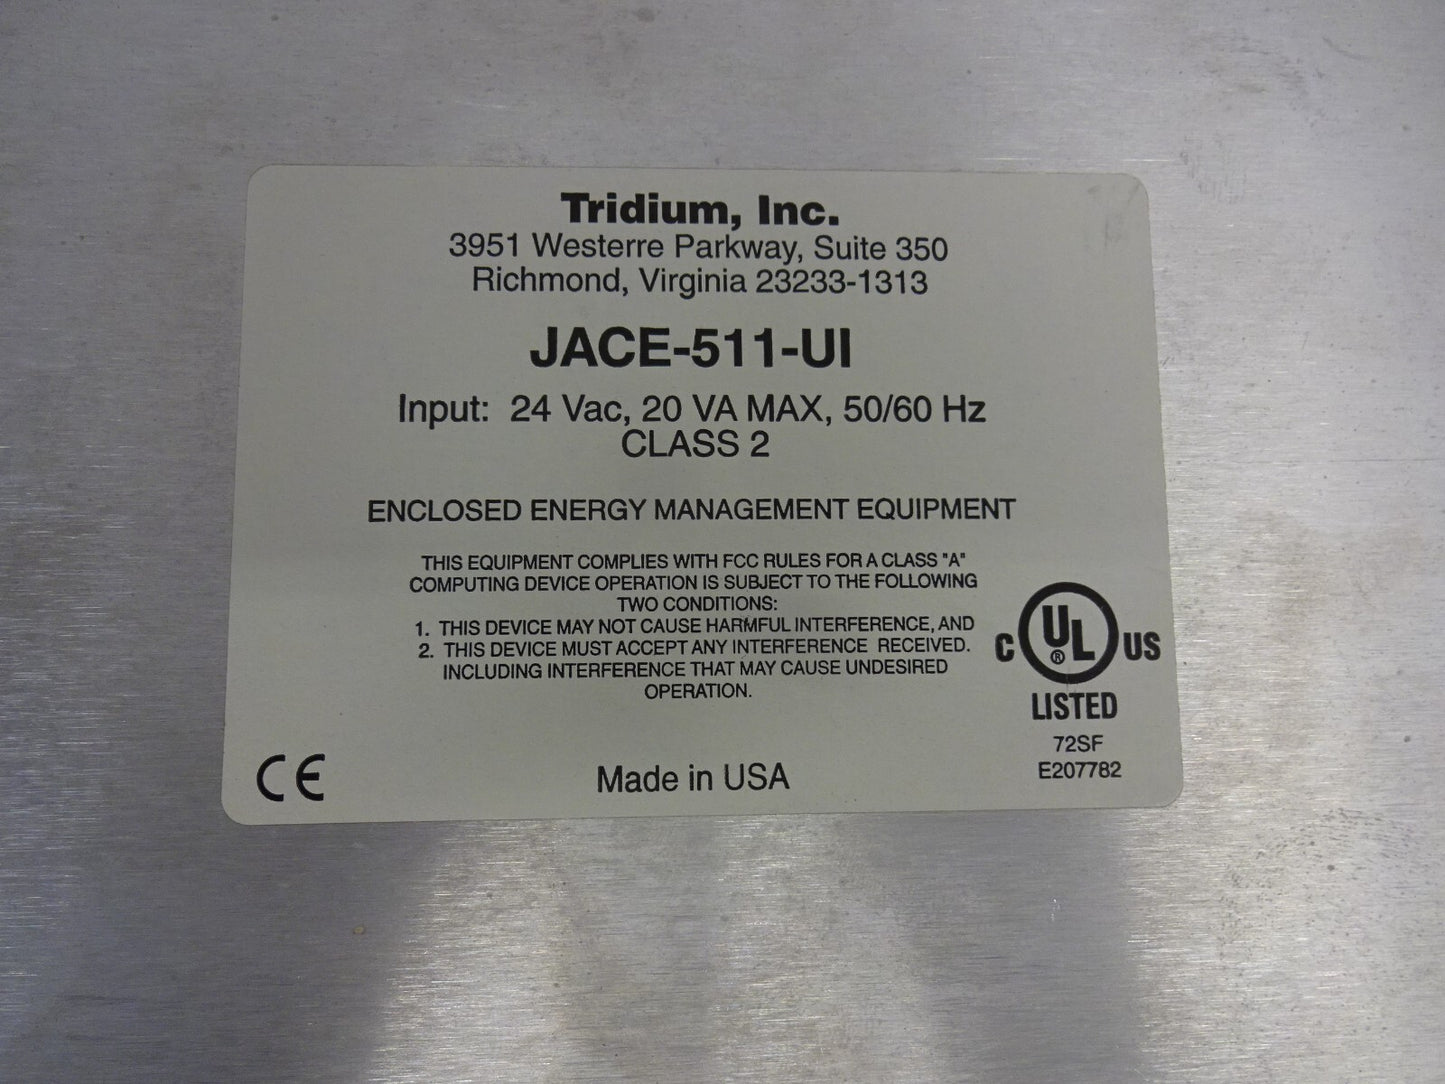 Tridium, Inc.
3951 Westerre Parkway, Suite 350
Richmond, Virginia 23233-1313
JACE-511-UI
Input: 24 Vac, 20 VA MAX, 50/60 Hz
CLASS 2
ENCLOSED ENERGY MANAGEMENT EQUIPMENT
THIS EQUIPMENT COMPLIES WITH FCC RULES FOR A CLASS "A"
COMPUTING DEVICE OPERATION IS SUBJECT TO THE FOLLOWING
TWO CONDITIONS:
1. THIS DEVICE MAY NOT CAUSE HARMFUL INTERFERENCE, AND
2. THIS DEVICE MUST ACCEPT ANY INTERFERENCE RECEIVED.
INCLUDING INTERFERENCE THAT MAY CAUSE UNDESIRED
OPERATION.
C UL ® US
LISTED
72SF
E207782
CE
Made in USA